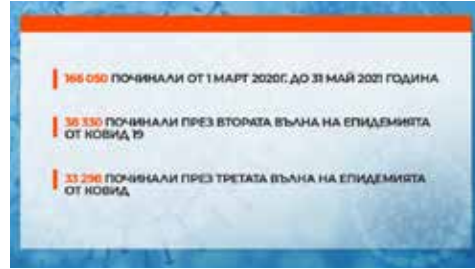 166 050 ПОЧИНАЛИ ОТ 1 МАРТ 2020Г. ДО 31 МАЙ 2021 ГОДИНА
38 330 ПОЧИНАЛИ ПРЕЗ ВТОРАТА ВЪЛНА НА ЕПИДЕМИЯТА
ОТ КОВИД 19
33 298 ПОЧИНАЛИ ПРЕЗ ТРЕТАТА ВЪЛНА НА ЕПИДЕМИЯТА
ОТ КОВИД